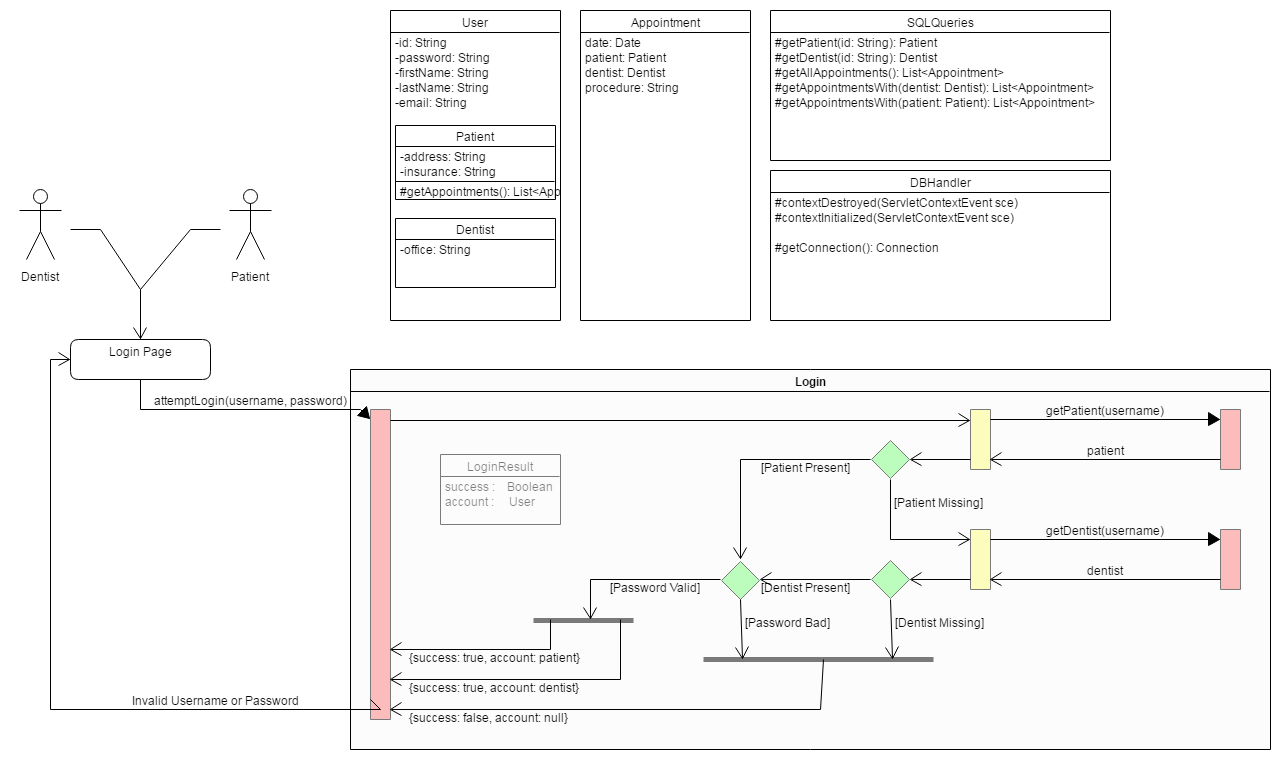 User
-id: String
-password: String
-firstName: String
-lastName: String
-email: String
Patient
-address: String
-insurance: String
#getAppointments(): List<App
Dentist
-office: String
Appointment
date: Date
patient: Patient
dentist: Dentist
procedure: String
SQLQueries
#getPatient(id: String): Patient
#getDentist(id: String): Dentist
#getAllAppointments(): List<Appointment>
#getAppointmentsWith(dentist: Dentist): List<Appointment>
#getAppointmentsWith(patient: Patient): List<Appointment>
DBHandler
#contextDestroyed(ServletContextEvent sce)
#contextInitialized(ServletContextEvent sce)
#getConnection(): Connection
Dentist
Patient
Login Page
attemptLogin(username, password)
Login
getPatient(username)
patient
[Patient Present]
LoginResult
success : Boolean
account : User
[Patient Missing]
getDentist(username)
dentist
[Password Valid]
[Dentist Present]
[Password Bad]
[Dentist Missing]
{success: true, account: patient}
{success: true, account: dentist}
Invalid Username or Password
{success: false, account: null}